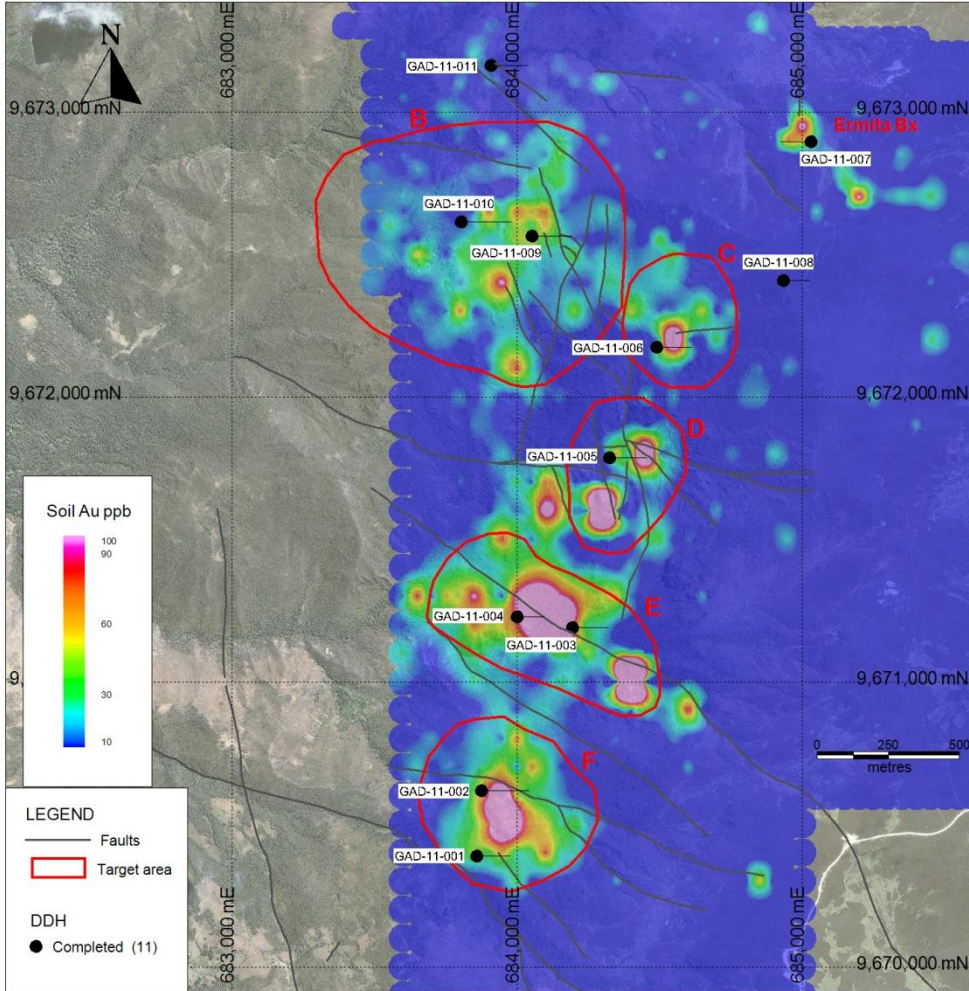 N
683,000 mE
684,000 mE
685,000 mE
GAD-11-011
9,673,000 mN
B
Ermita Bx
GAD-11-007
GAD-11-010
GAD-11-009
C
GAD-11-008
GAD-11-006
9,672,000 mN
9,672,000 mN
D
GAD-11-005
Soil Au ppb
100
90
60
30
10
E
GAD-11-004
GAD-11-003
9,671,000 mN
0 250 500
metres
F
GAD-11-002
GAD-11-001
LEGEND
Faults
Target area
DDH
Completed (11)
683,000 mE
684,000 mE
685,000 mE
9,670,000 mN
9,673,000 mN